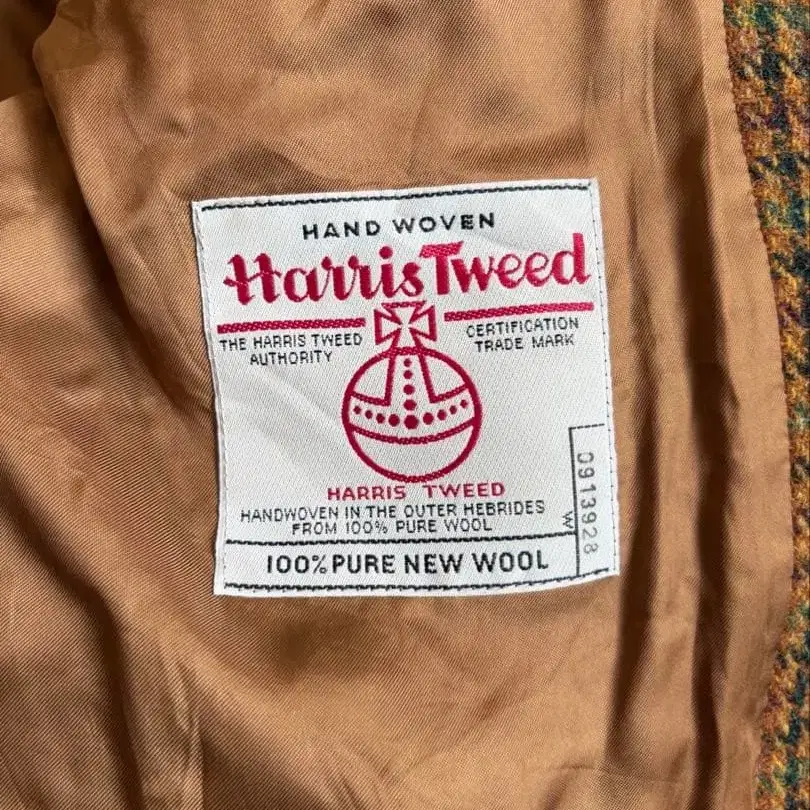 HAND WOVEN
Harris Tweed
THE HARRIS TWEED
AUTHORITY
CERTIFICATION
TRADE MARK
HARRIS TWEED
HANDWOVEN IN THE OUTER HEBRIDES
FROM 100% PURE WOOL
100% PURE NEW WOOL
W
0913928